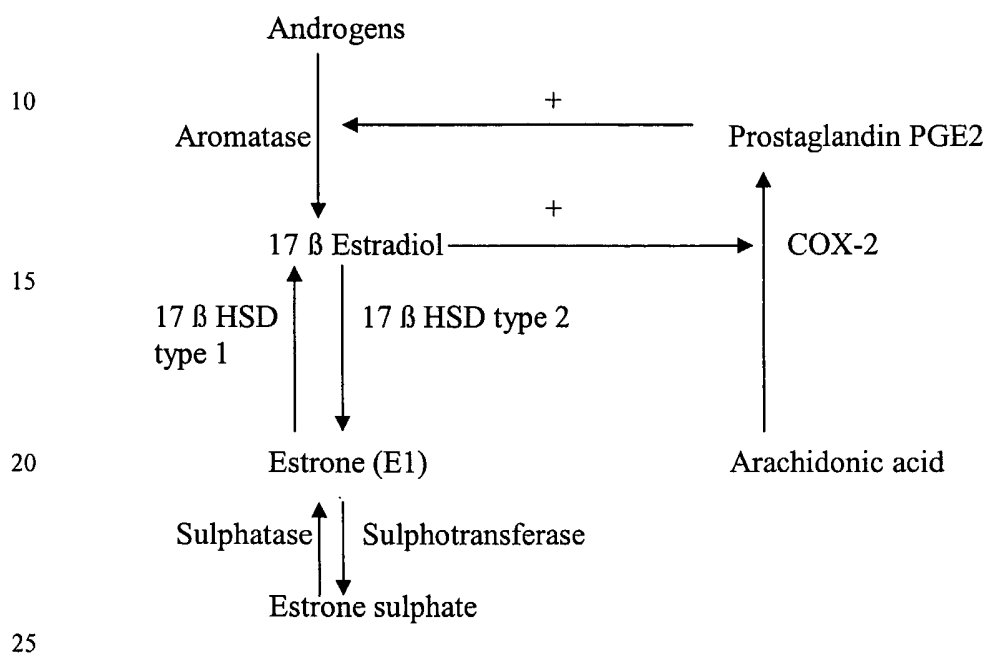 Androgens
10
+
Aromatase
Prostaglandin PGE2
+
17 ß Estradiol
COX-2
15
17 ß HSD
type 1
17 ß HSD type 2
20
Estrone (E1)
Arachidonic acid
Sulphatase
Sulphotransferase
Estrone sulphate
25